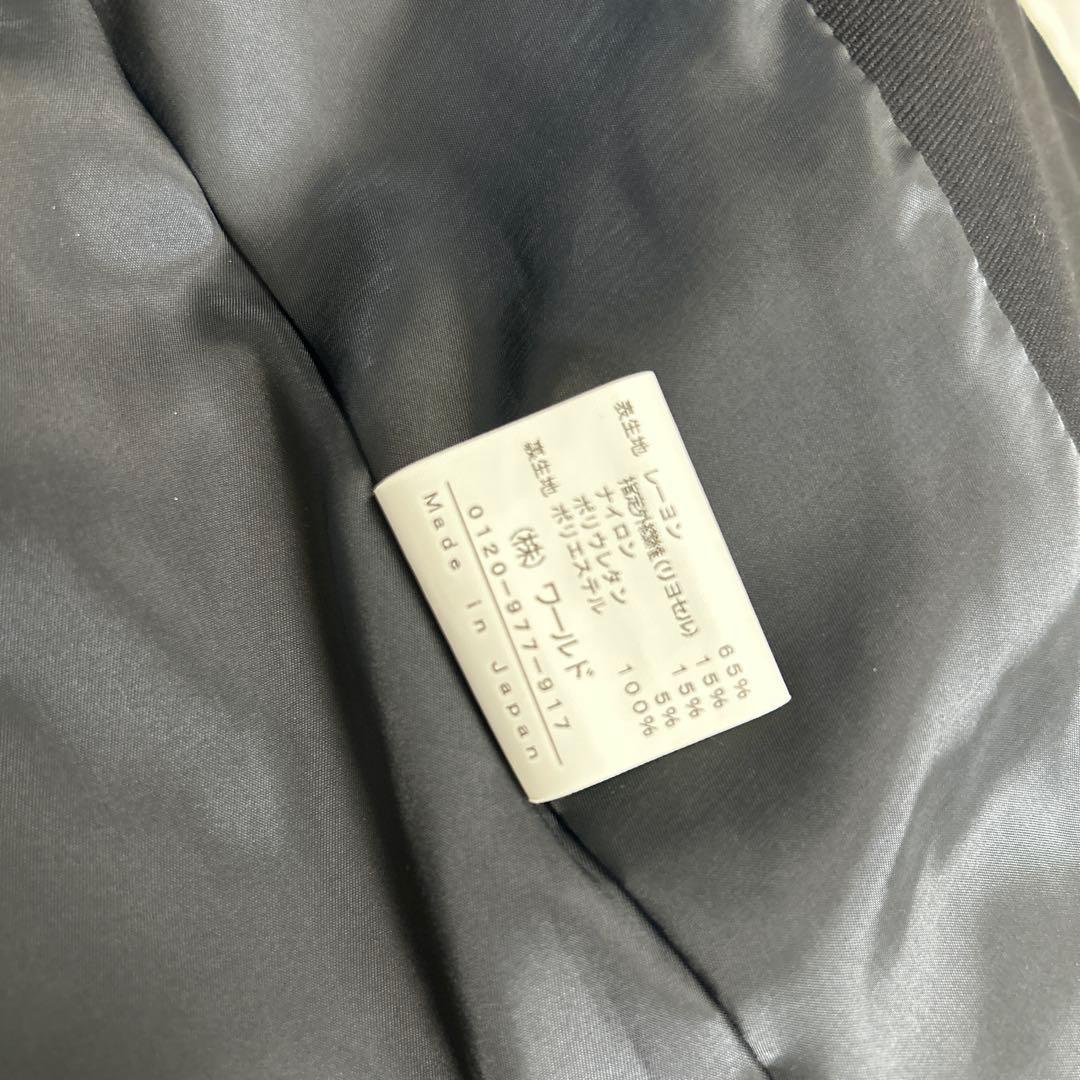 表生地 レーヨン 65%
指定外繊維(リヨセル) 15%
ナイロン 15%
ポリウレタン 5%
表生地 ポリエステル 100%
(株) ワールド
0120-977-917
Made in Japan